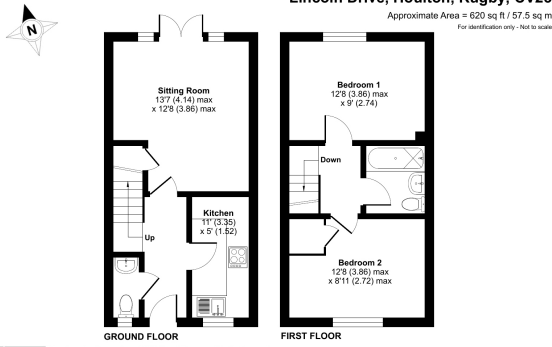 Lincoln Drive, Houlton, Rugby, CV23
Approximate Area = 620 sq ft / 57.5 sq m
For identification only - Not to scale
N
Sitting Room
13'7 (4.14) max
x 12'8 (3.86) max
Kitchen
11' (3.35)
x 5' (1.52)
Up
GROUND FLOOR
Bedroom 1
12'8 (3.86) max
x 9' (2.74)
Down
Bedroom 2
12'8 (3.86) max
x 8'11 (2.72) max
FIRST FLOOR